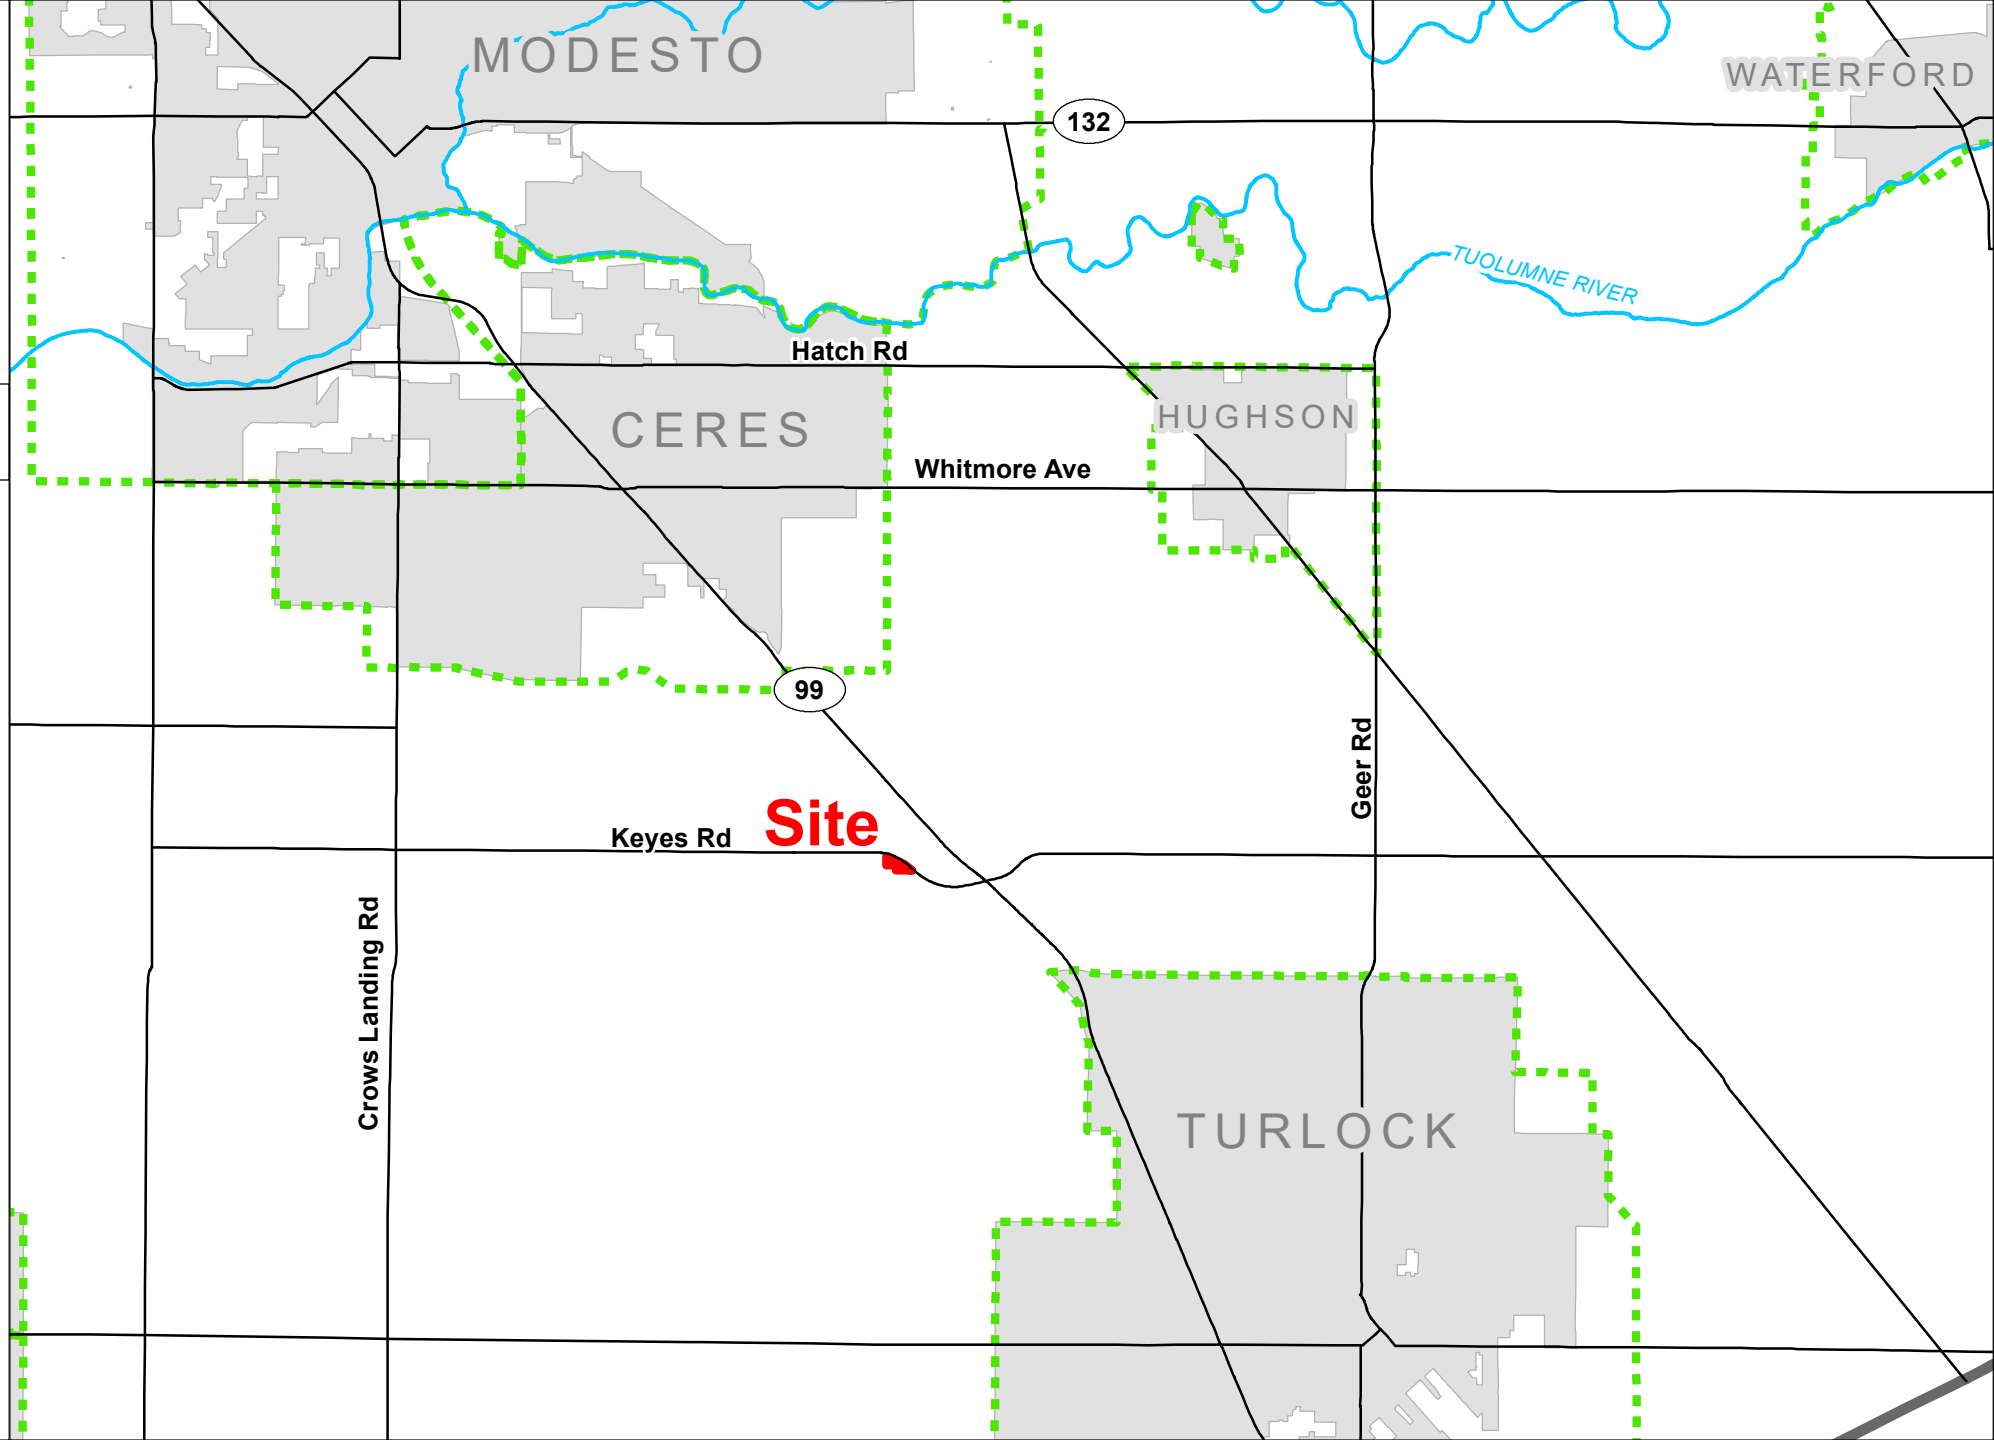 MODESTO
WATERFORD
132
TUOLUMNE RIVER
Hatch Rd
CERES
HUGHSON
Whitmore Ave
99
Geer Rd
Site
Keyes Rd
Crows Landing Rd
TURLOCK